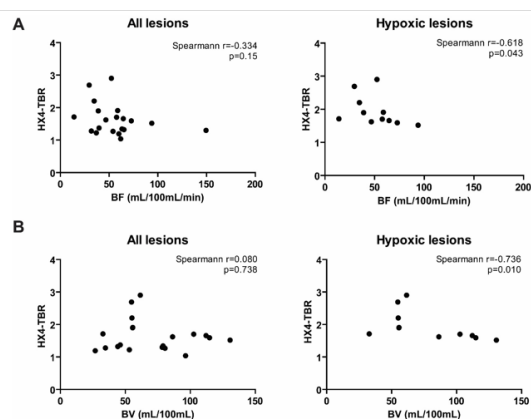 A
All lesions
Hypoxic lesions
Spearmann r=-0.334
p=0.15
Spearmann r=-0.618
p=0.043
HX4-TBR
4
3
2
1
0
0 50 100 150 200
BF (mL/100mL/min)
HX4-TBR
4
3
2
1
0
0 50 100 150 200
BF (mL/100mL/min)
B
All lesions
Hypoxic lesions
Spearmann r=0.080
p=0.738
Spearmann r=-0.736
p=0.010
HX4-TBR
4
3
2
1
0
0 50 100 150
BV (mL/100mL)
HX4-TBR
4
3
2
1
0
0 50 100 150
BV (mL/100mL)